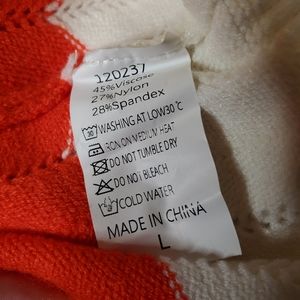 120237
45%Viscose
27%Nylon
28%Spandex
WASHING AT LOW30℃
IRON ON MEDIUM HEAT
DO NOT TUMBLE DRY
DO NOT BLEACH
COLD WATER
MADE IN CHINA
L